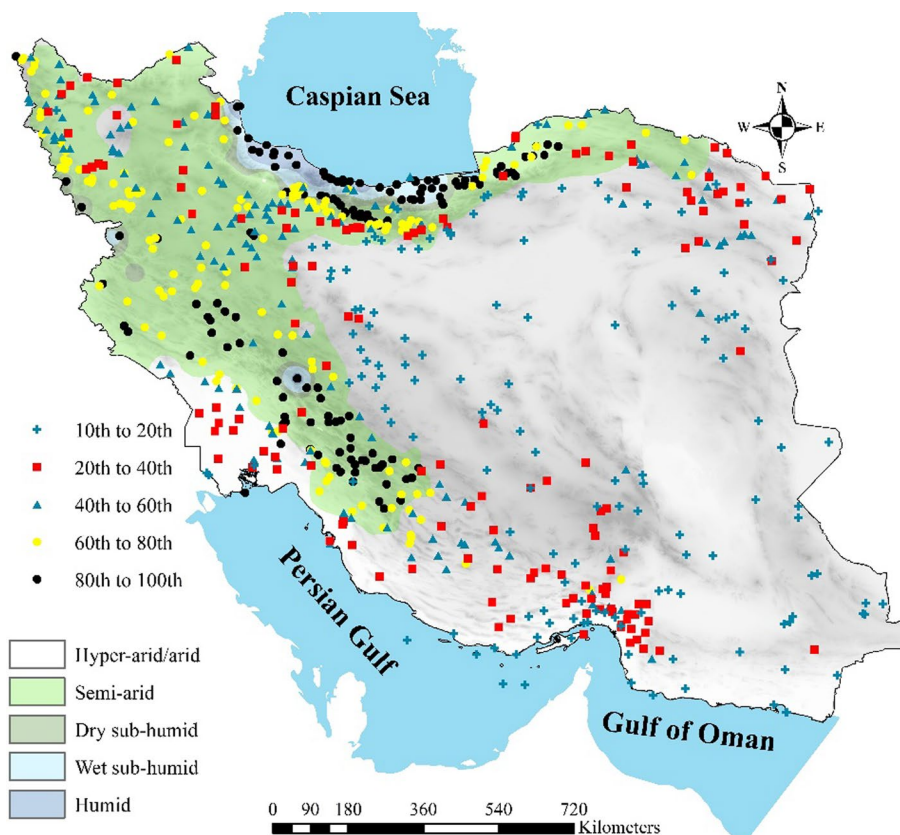 Caspian Sea
N
W E
S
10th to 20th
20th to 40th
40th to 60th
60th to 80th
80th to 100th
Persian Gulf
Gulf of Oman
Hyper-arid/arid
Semi-arid
Dry sub-humid
Wet sub-humid
Humid
0 90 180 360 540 720
Kilometers